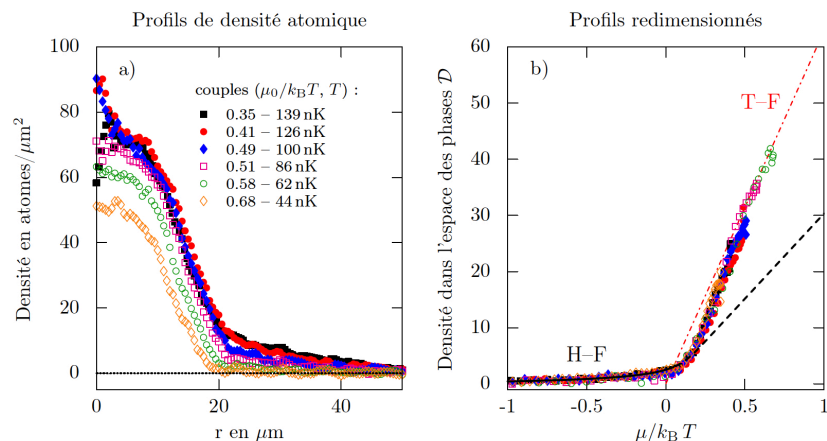 Profils de densité atomique
a)
couples (μ₀/k_BT, T) :
0.35 – 139 nK
0.41 – 126 nK
0.49 – 100 nK
0.51 – 86 nK
0.58 – 62 nK
0.68 – 44 nK
Densité en atomes/μm²
100
80
60
40
20
0
0
20
40
r en μm
Profils redimensionnés
b)
T–F
H–F
Densité dans l'espace des phases 𝒟
60
50
40
30
20
10
0
-1
-0.5
0
0.5
1
μ/k_B T